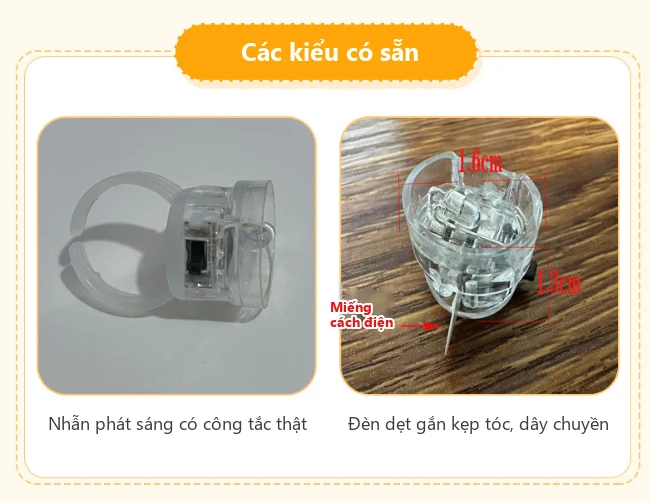 Các kiểu có sẵn
1.6cm
1.3cm
Miếng
cách điện
Nhẫn phát sáng có công tắc thật
Đèn dẹt gắn kẹp tóc, dây chuyền